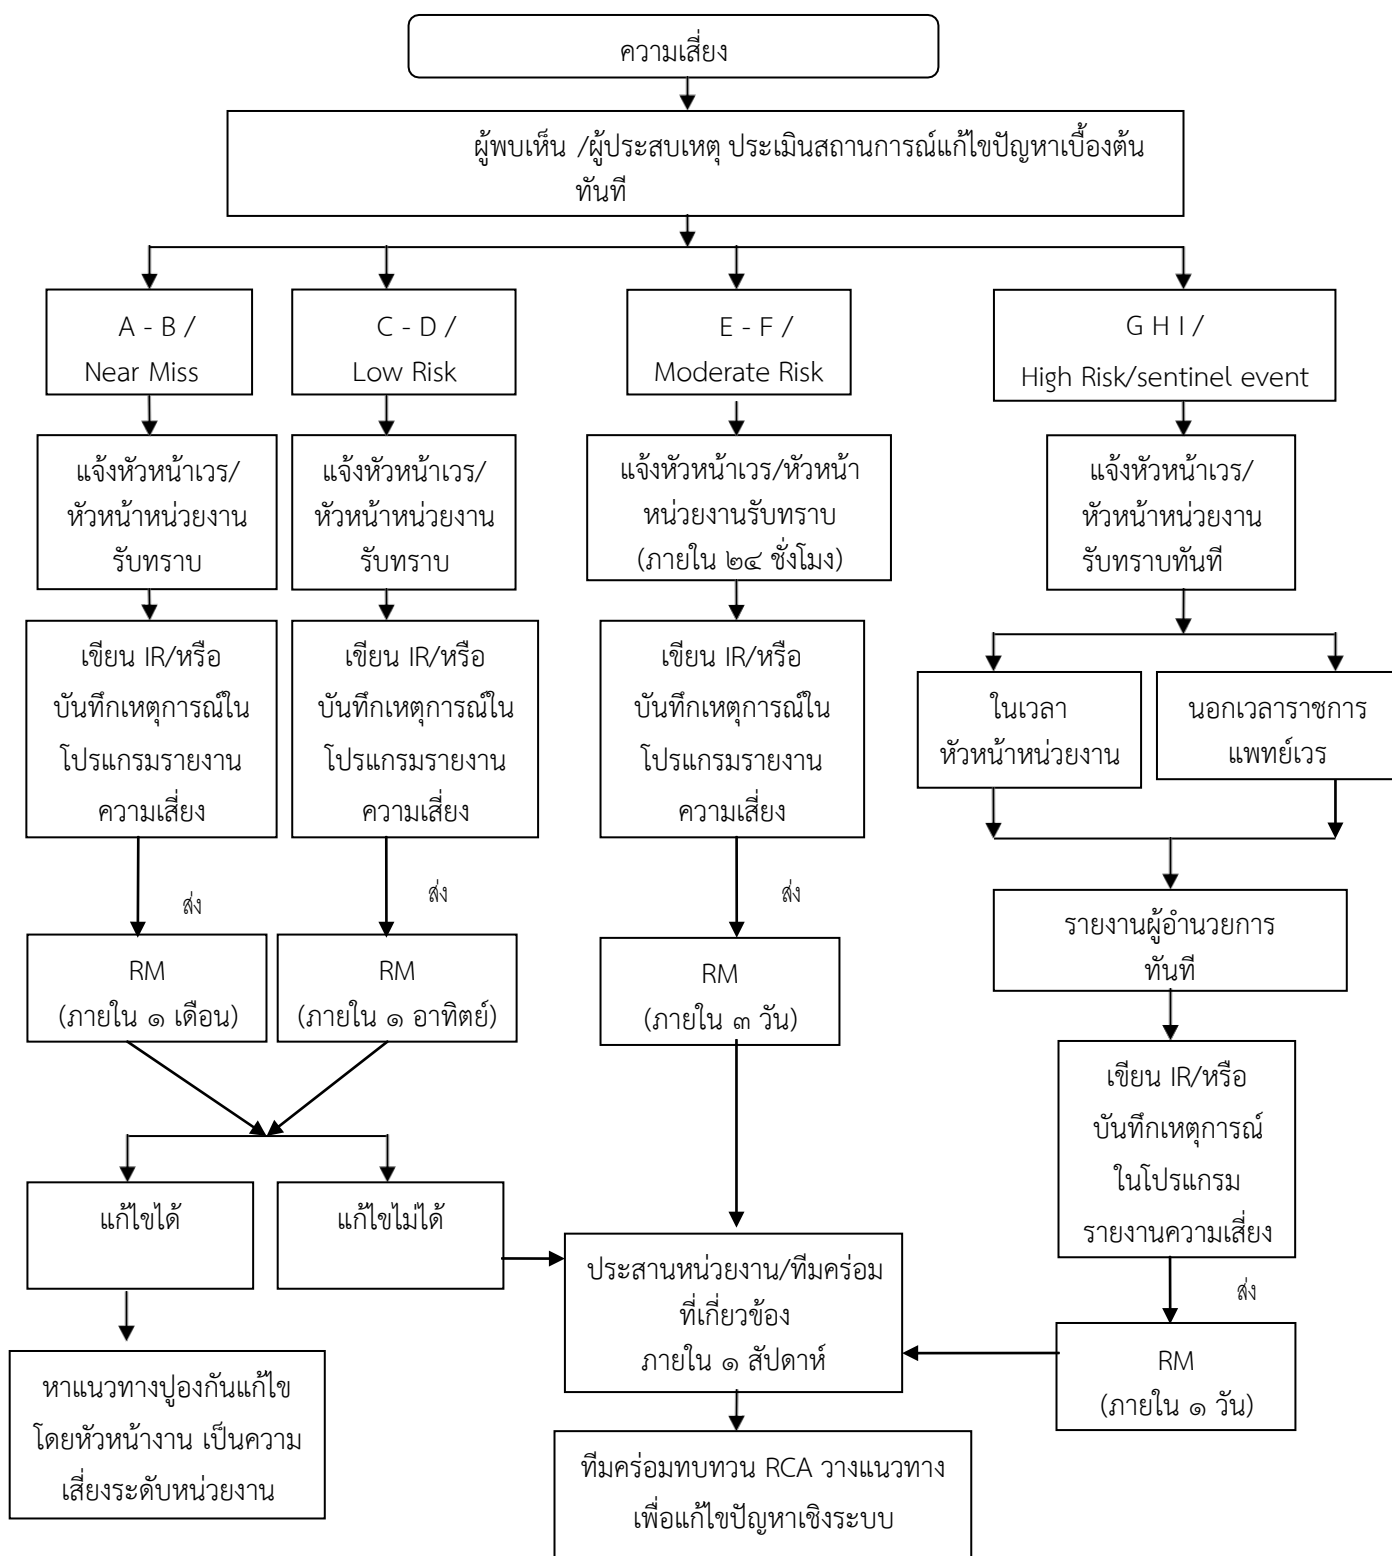 ความเสี่ยง
ผู้พบเห็น /ผู้ประสบเหตุ ประเมินสถานการณ์แก้ไขปัญหาเบื้องต้น
ทันที
A - B /
Near Miss
C - D /
Low Risk
E - F /
Moderate Risk
G H I /
High Risk/sentinel event
แจ้งหัวหน้าเวร/
หัวหน้าหน่วยงาน
รับทราบ
แจ้งหัวหน้าเวร/
หัวหน้าหน่วยงาน
รับทราบ
แจ้งหัวหน้าเวร/หัวหน้า
หน่วยงานรับทราบ
(ภายใน ๒๔ ชั่งโมง)
แจ้งหัวหน้าเวร/
หัวหน้าหน่วยงาน
รับทราบทันที
เขียน IR/หรือ
บันทึกเหตุการณ์ใน
โปรแกรมรายงาน
ความเสี่ยง
เขียน IR/หรือ
บันทึกเหตุการณ์ใน
โปรแกรมรายงาน
ความเสี่ยง
เขียน IR/หรือ
บันทึกเหตุการณ์ใน
โปรแกรมรายงาน
ความเสี่ยง
ในเวลา
หัวหน้าหน่วยงาน
นอกเวลาราชการ
แพทย์เวร
ส่ง
ส่ง
ส่ง
รายงานผู้อำนวยการ
ทันที
RM
(ภายใน ๑ เดือน)
RM
(ภายใน ๑ อาทิตย์)
RM
(ภายใน ๓ วัน)
เขียน IR/หรือ
บันทึกเหตุการณ์
ในโปรแกรม
รายงานความเสี่ยง
แก้ไขได้
แก้ไขไม่ได้
ประสานหน่วยงาน/ทีมคร่อม
ที่เกี่ยวข้อง
ภายใน ๑ สัปดาห์
ส่ง
RM
(ภายใน ๑ วัน)
หาแนวทางปูองกันแก้ไข
โดยหัวหน้างาน เป็นความ
เสี่ยงระดับหน่วยงาน
ทีมคร่อมทบทวน RCA วางแนวทาง
เพื่อแก้ไขปัญหาเชิงระบบ